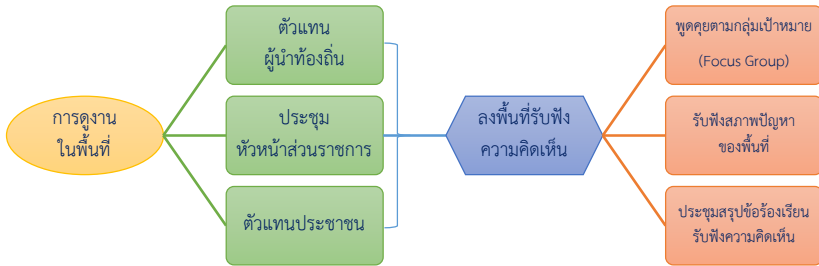 การดูงาน
ในพื้นที่
ตัวแทน
ผู้นำท้องถิ่น
ประชุม
หัวหน้าส่วนราชการ
ตัวแทนประชาชน
ลงพื้นที่รับฟัง
ความคิดเห็น
พูดคุยตามกลุ่มเป้าหมาย
(Focus Group)
รับฟังสภาพปัญหา
ของพื้นที่
ประชุมสรุปข้อร้องเรียน
รับฟังความคิดเห็น